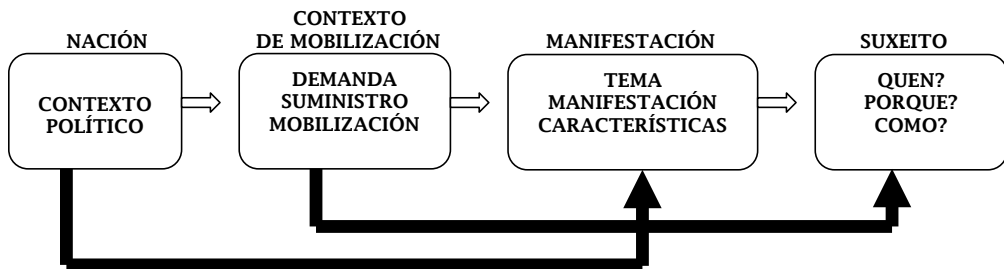 NACIÓN
CONTEXTO
POLÍTICO
CONTEXTO
DE MOBILIZACIÓN
DEMANDA
SUMINISTRO
MOBILIZACIÓN
MANIFESTACIÓN
TEMA
MANIFESTACIÓN
CARACTERÍSTICAS
SUXEITO
QUEN?
PORQUE?
COMO?